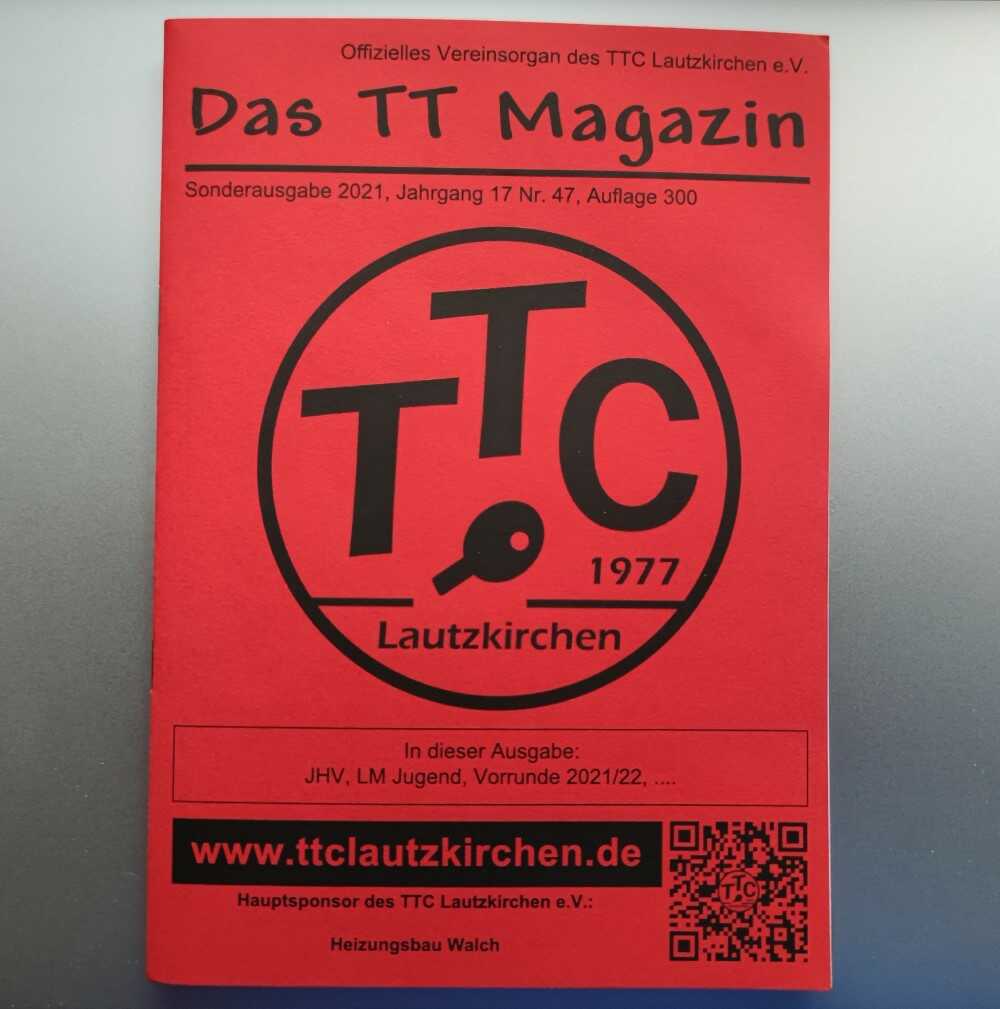 Offizielles Vereinsorgan des TTC Lautzkirchen e.V.
Das TT Magazin
Sonderausgabe 2021, Jahrgang 17 Nr. 47, Auflage 300
TTC
1977
Lautzkirchen
In dieser Ausgabe:
JHV, LM Jugend, Vorrunde 2021/22, ....
www.ttclautzkirchen.de
TTC
Hauptsponsor des TTC Lautzkirchen e.V.:
Heizungsbau Walch